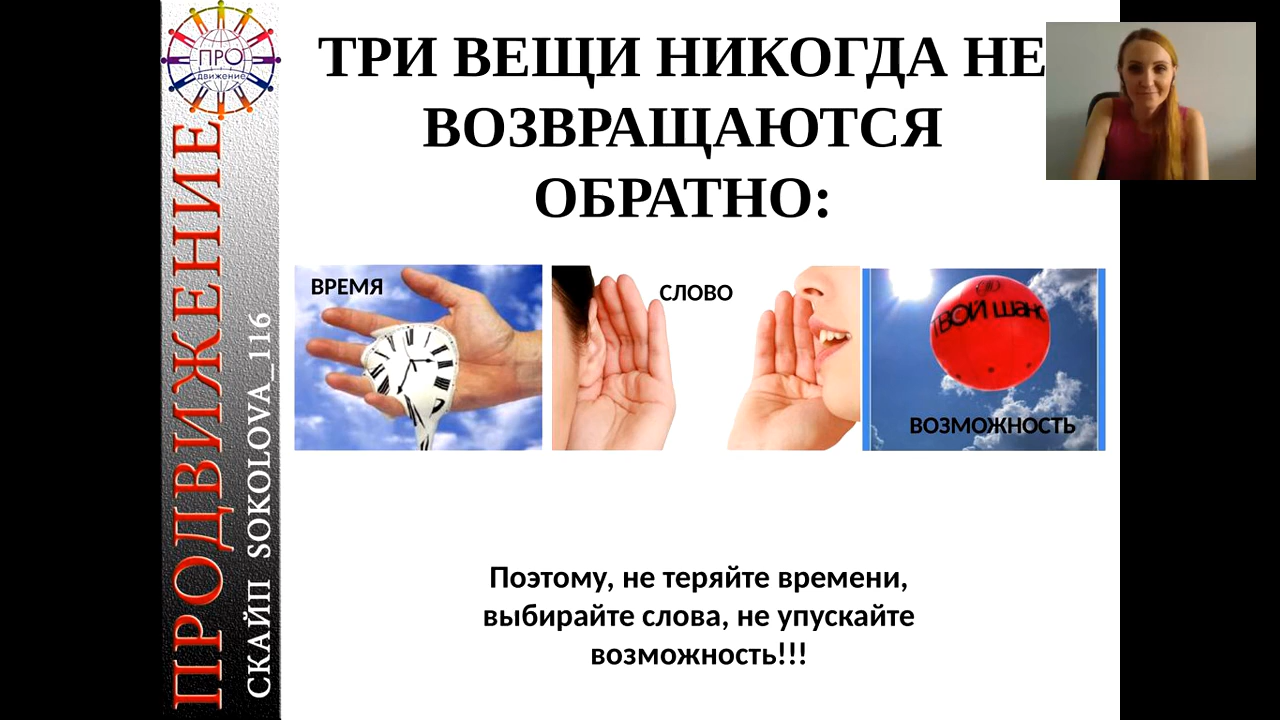 ПРО
движение
ПРОДВИЖЕНИЕ
СКАЙП SOKOLOVA_116
ТРИ ВЕЩИ НИКОГДА НЕ
ВОЗВРАЩАЮТСЯ
ОБРАТНО:
ВРЕМЯ
СЛОВО
ТВОЙ шанс
ВОЗМОЖНОСТЬ
Поэтому, не теряйте времени,
выбирайте слова, не упускайте
возможность!!!